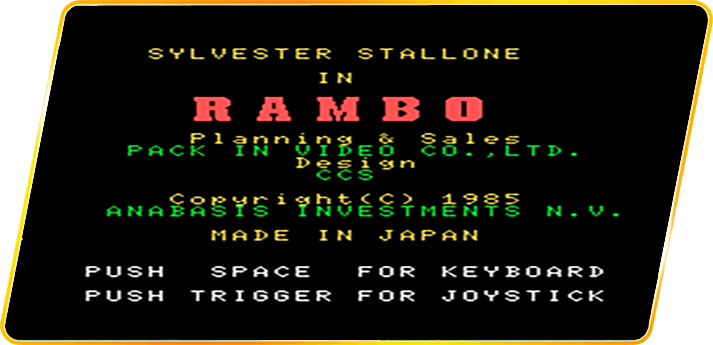 SYLVESTER STALLONE
IN
RAMBO
Planning & Sales
PACK IN VIDEO CO.,LTD.
Design
CCS
Copyright(C) 1985
ANABASIS INVESTMENTS N.V.
MADE IN JAPAN
PUSH SPACE FOR KEYBOARD
PUSH TRIGGER FOR JOYSTICK